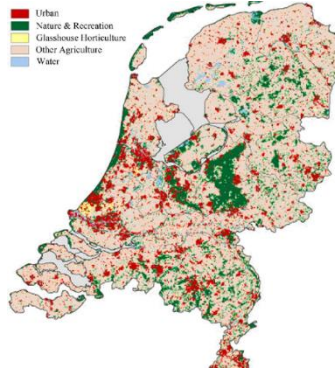 Urban
Nature & Recreation
Glasshouse Horticulture
Other Agriculture
Water